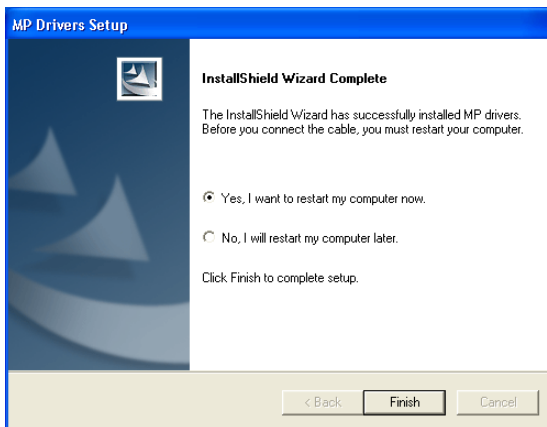 MP Drivers Setup
InstallShield Wizard Complete
The InstallShield Wizard has successfully installed MP drivers.
Before you connect the cable, you must restart your computer.
Yes, I want to restart my computer now.
No, I will restart my computer later.
Click Finish to complete setup.
< Back Finish Cancel